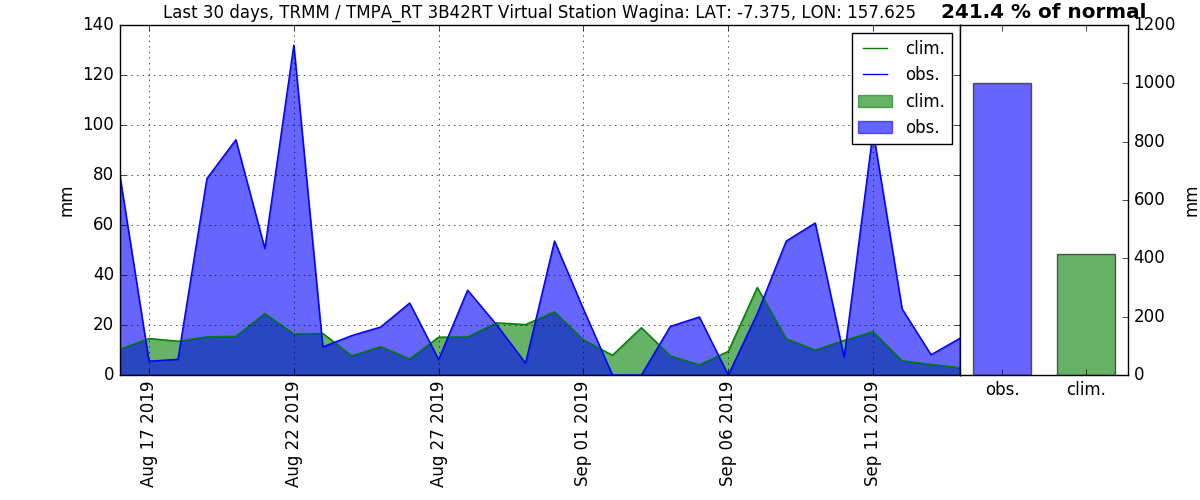 Last 30 days, TRMM / TMPA_RT 3B42RT Virtual Station Wagina: LAT: -7.375, LON: 157.625
241.4 % of normal
140
120
100
80
60
40
20
0
mm
Aug 17 2019
Aug 22 2019
Aug 27 2019
Sep 01 2019
Sep 06 2019
Sep 11 2019
clim.
obs.
clim.
obs.
1200
1000
800
600
400
200
0
mm
obs.
clim.